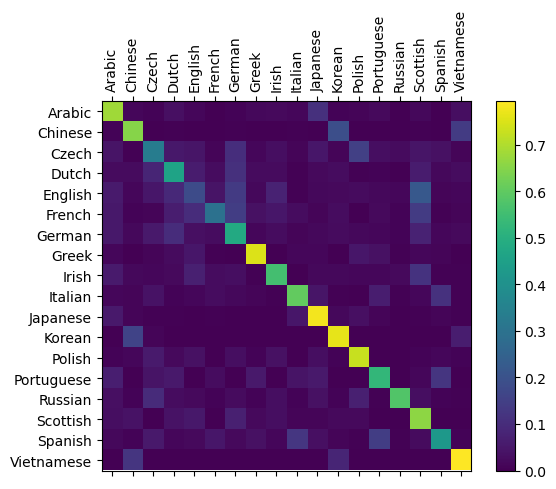 Arabic
Chinese
Czech
Dutch
English
French
German
Greek
Irish
Italian
Japanese
Korean
Polish
Portuguese
Russian
Scottish
Spanish
Vietnamese
Arabic
Chinese
Czech
Dutch
English
French
German
Greek
Irish
Italian
Japanese
Korean
Polish
Portuguese
Russian
Scottish
Spanish
Vietnamese
0.7
0.6
0.5
0.4
0.3
0.2
0.1
0.0